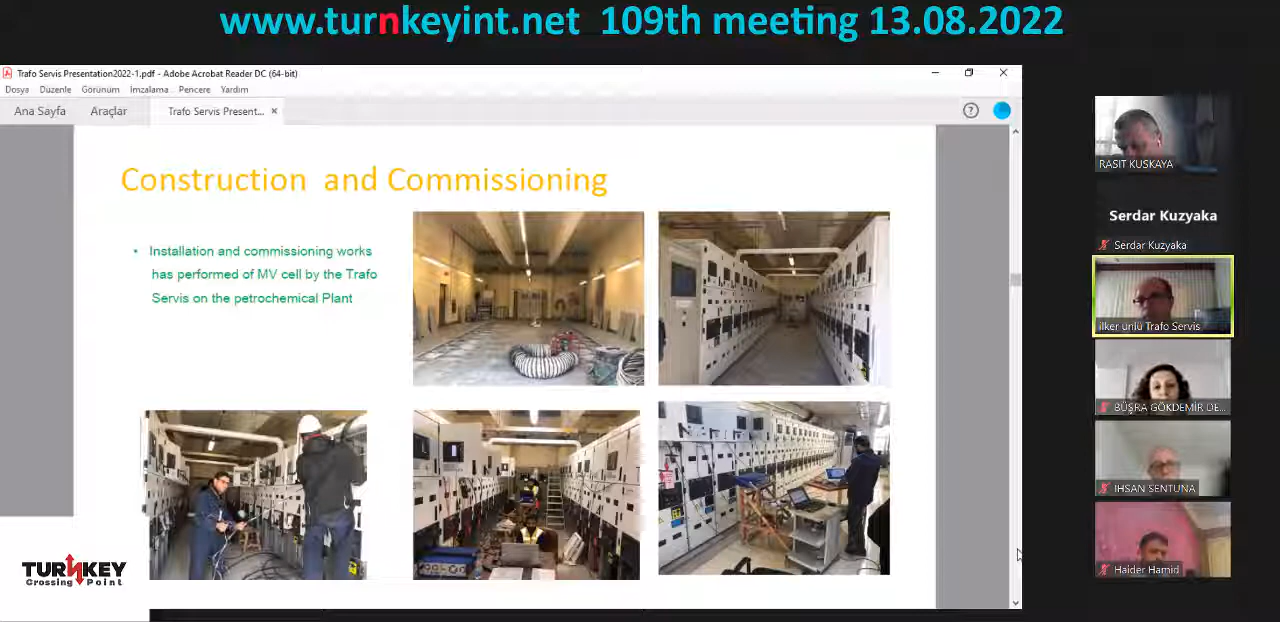 www.turnkeyint.net 109th meeting 13.08.2022
Trafo Servis Presentation2022-1.pdf - Adobe Acrobat Reader DC (64-bit)
Dosya Düzenle Görünüm İmzalama Pencere Yardım
Ana Sayfa Araçlar Trafo Servis Present... ×
?
Construction and Commissioning
• Installation and commissioning works
has performed of MV cell by the Trafo
Servis on the petrochemical Plant
TURNKEY
Crossing Point
RASIT KUSKAYA
Serdar Kuzyaka
Serdar Kuzyaka
ilker ünlü Trafo Servis
BÜŞRA GÖKDEMİR DE...
IHSAN SENTUNA
Haider Hamid